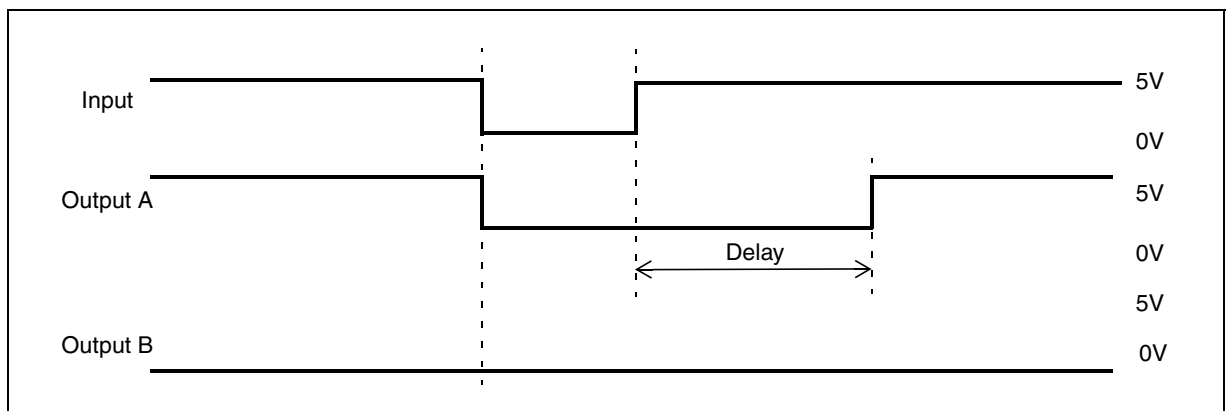 Input
5V
0V
Output A
5V
Delay
0V
5V
Output B
0V